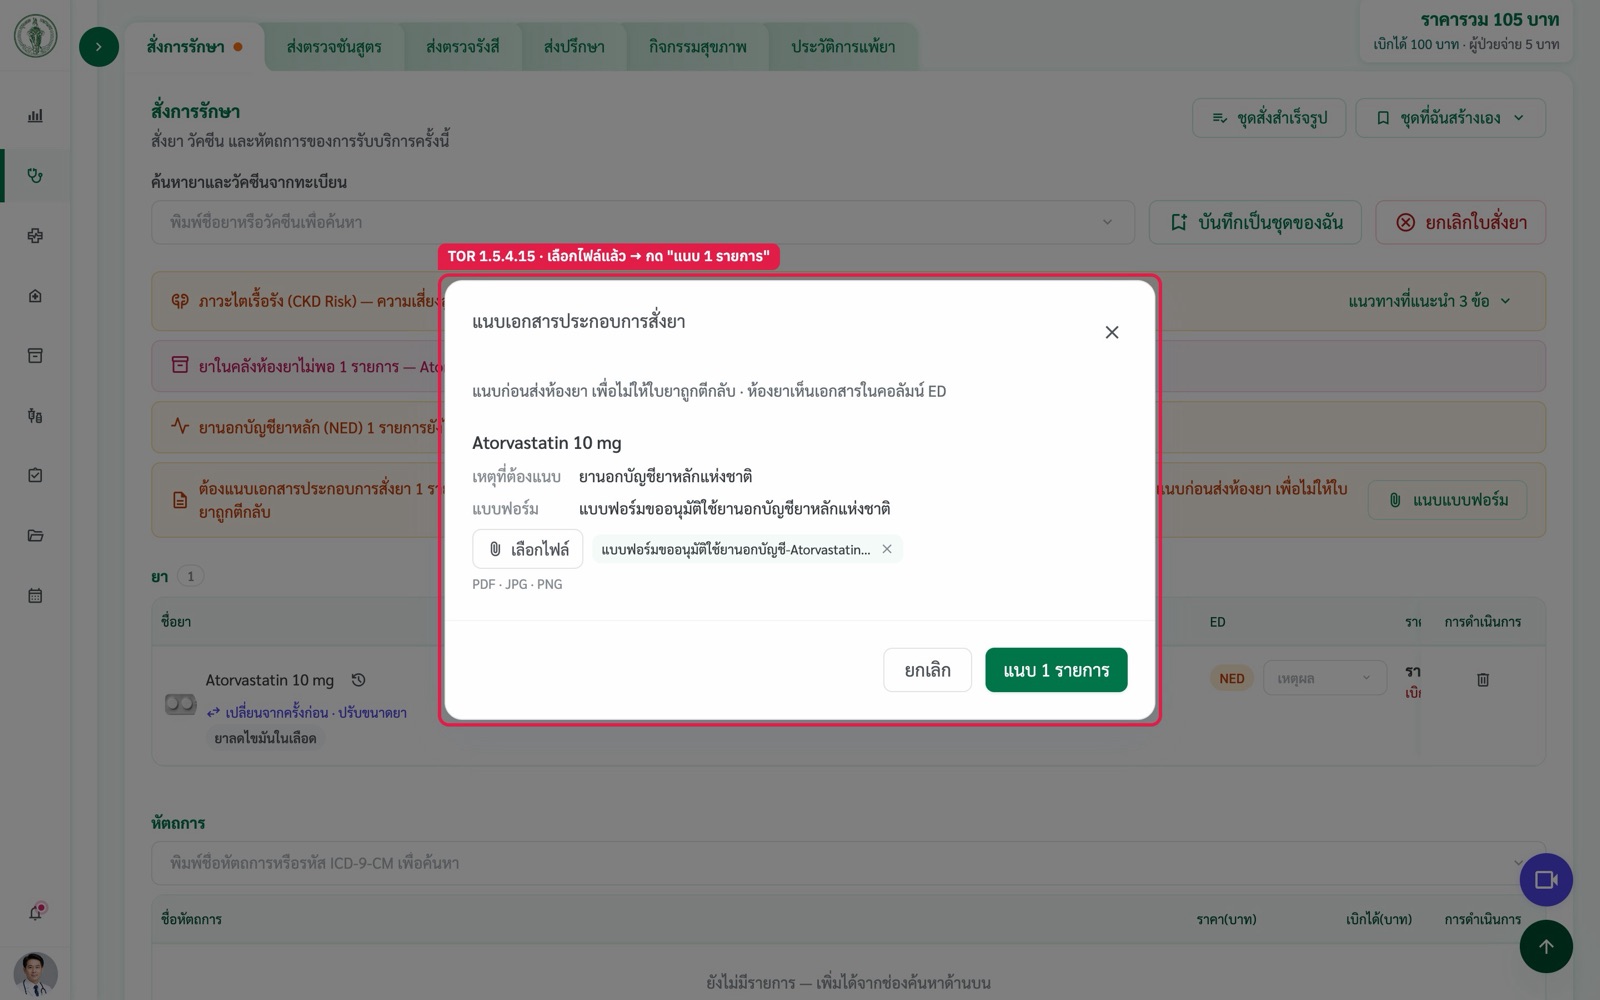 สั่งการรักษา
ส่งตรวจชันสูตร
ส่งตรวจรังสี
ส่งปรึกษา
กิจกรรมสุขภาพ
ประวัติการแพ้ยา
ราคารวม 105 บาท
เบิกได้ 100 บาท · ผู้ป่วยจ่าย 5 บาท
สั่งการรักษา
สั่งยา วัคซีน และหัตถการของการรับบริการครั้งนี้
ชุดสั่งสำเร็จรูป
ชุดที่ฉันสร้างเอง
ค้นหายาและวัคซีนจากทะเบียน
พิมพ์ชื่อยาหรือวัคซีนเพื่อค้นหา
บันทึกเป็นชุดของฉัน
ยกเลิกใบสั่งยา
TOR 1.5.4.15 · เลือกไฟล์แล้ว → กด "แนบ 1 รายการ"
ภาวะไตเรื้อรัง (CKD Risk) — ความเสี่ยง
แนวทางที่แนะนำ 3 ข้อ
ยาในคลังห้องยาไม่พอ 1 รายการ — Ato
ยานอกบัญชียาหลัก (NED) 1 รายการยัง
ต้องแนบเอกสารประกอบการสั่งยา 1 รา
แนบก่อนส่งห้องยา เพื่อไม่ให้ใบ
ยาถูกตีกลับ
แนบแบบฟอร์ม
แนบเอกสารประกอบการสั่งยา
แนบก่อนส่งห้องยา เพื่อไม่ให้ใบยาถูกตีกลับ · ห้องยาเห็นเอกสารในคอลัมน์ ED
Atorvastatin 10 mg
เหตุที่ต้องแนบ ยานอกบัญชียาหลักแห่งชาติ
แบบฟอร์ม แบบฟอร์มขออนุมัติใช้ยานอกบัญชียาหลักแห่งชาติ
เลือกไฟล์
แบบฟอร์มขออนุมัติใช้ยานอกบัญชี-Atorvastatin...
PDF · JPG · PNG
ยกเลิก
แนบ 1 รายการ
ยา 1
ชื่อยา
ED
ราค
การดำเนินการ
Atorvastatin 10 mg
เปลี่ยนจากครั้งก่อน · ปรับขนาดยา
ยาลดไขมันในเลือด
NED
เหตุผล
รา
เบิก
หัตถการ
พิมพ์ชื่อหัตถการหรือรหัส ICD-9-CM เพื่อค้นหา
ชื่อหัตถการ
ราคา(บาท)
เบิกได้(บาท)
การดำเนินการ
ยังไม่มีรายการ — เพิ่มได้จากช่องค้นหาด้านบน